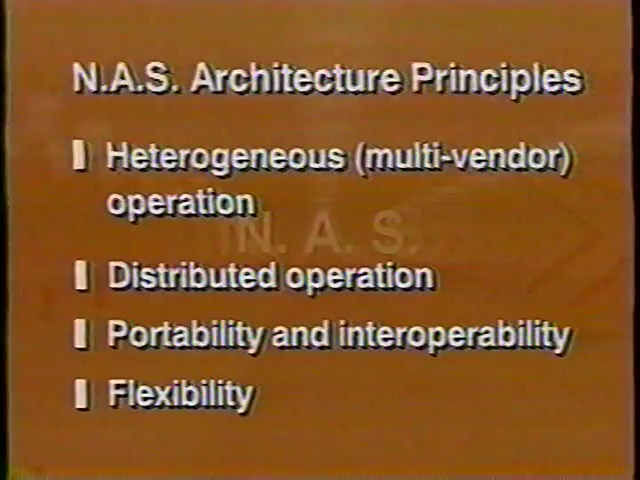 N.A.S. Architecture Principles
Heterogeneous (multi-vendor)
operation
N. A. S.
Distributed operation
Portability and interoperability
Flexibility